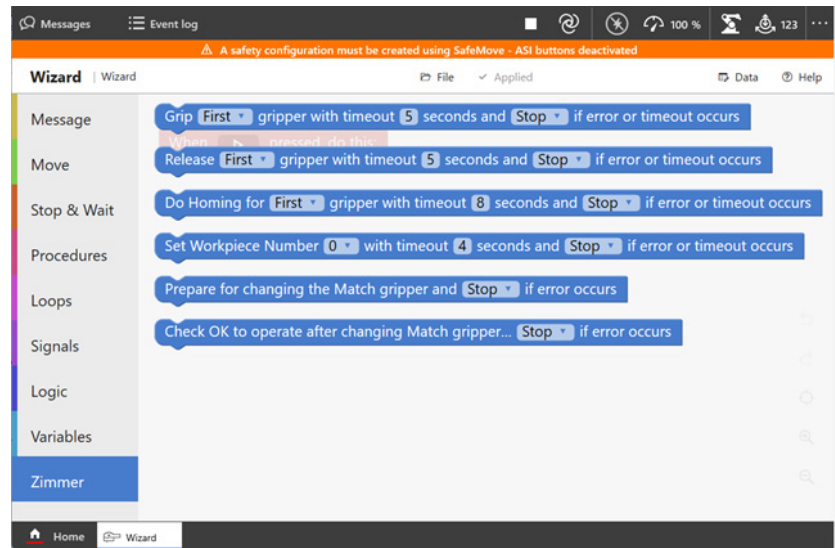 Messages Event log 100 % 123 ...
A safety configuration must be created using SafeMove - ASI buttons deactivated
Wizard | Wizard File Applied Data Help
Message
Move
Stop & Wait
Procedures
Loops
Signals
Logic
Variables
Zimmer
Grip First gripper with timeout 5 seconds and Stop if error or timeout occurs
When pressed, do this:
Release First gripper with timeout 5 seconds and Stop if error or timeout occurs
Do Homing for First gripper with timeout 8 seconds and Stop if error or timeout occurs
Set Workpiece Number 0 with timeout 4 seconds and Stop if error or timeout occurs
Prepare for changing the Match gripper and Stop if error occurs
Check OK to operate after changing Match gripper... Stop if error occurs
Home Wizard